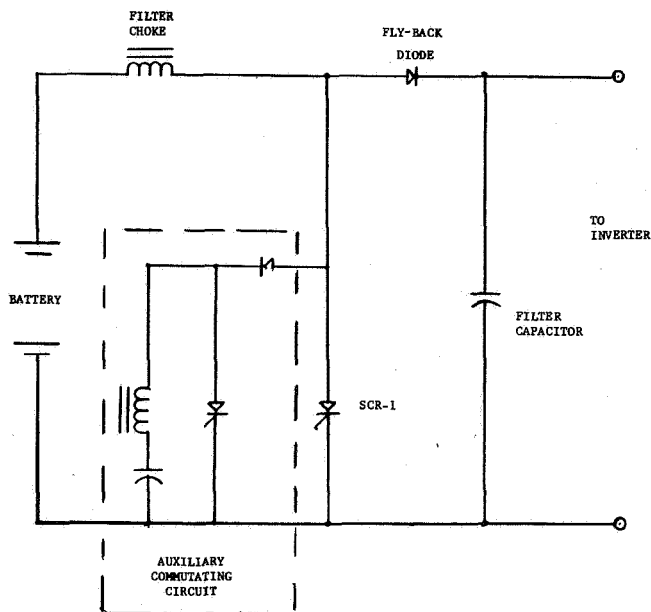 FILTER
CHOKE
FLY-BACK
DIODE
TO
INVERTER
BATTERY
FILTER
CAPACITOR
SCR-1
AUXILIARY
COMMUTATING
CIRCUIT